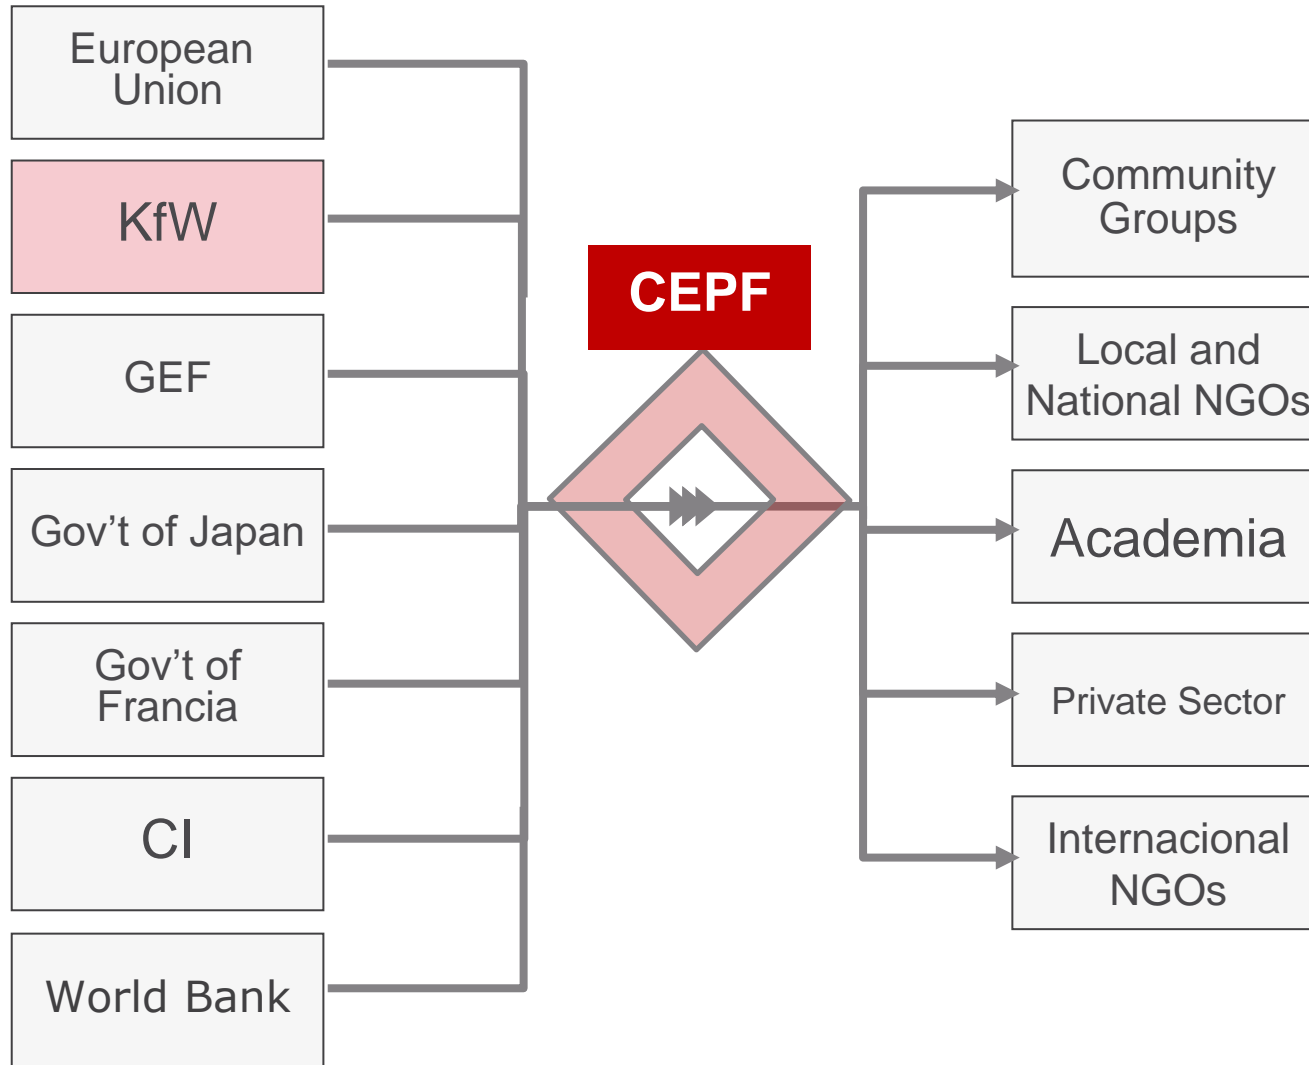 European
Union
KfW
GEF
Gov’t of Japan
Gov’t of
Francia
CI
World Bank
CEPF
Community
Groups
Local and
National NGOs
Academia
Private Sector
Internacional
NGOs